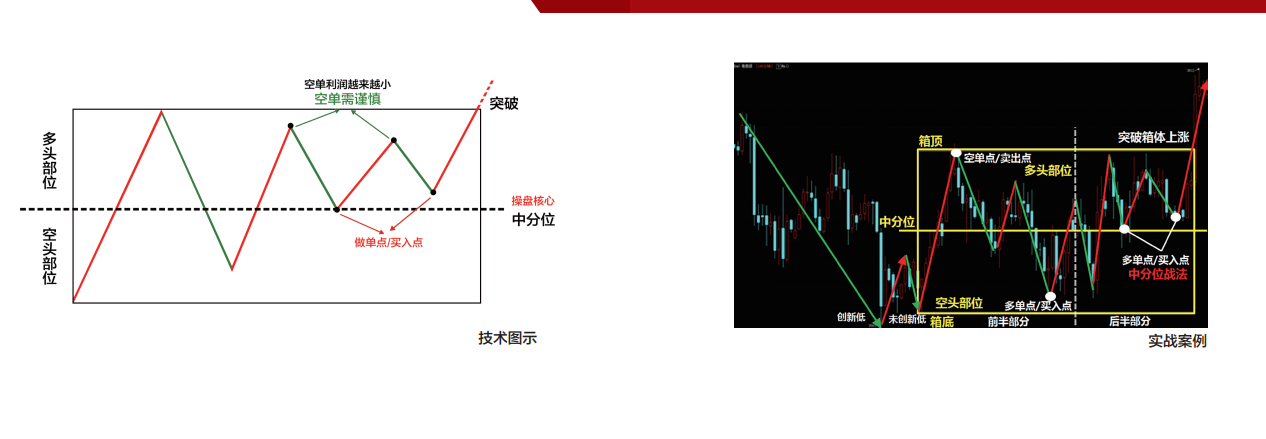 空单利润越来越小
空单需谨慎
突破
多头部位
操盘核心
中分位
空头部位
做单点/买入点
技术图示
箱顶
突破箱体上涨
空单点/卖出点
多头部位
中分位
多单点/买入点
中分位战法
空头部位
多单点/买入点
创新低
未创新低
箱底
前半部分
后半部分
实战案例